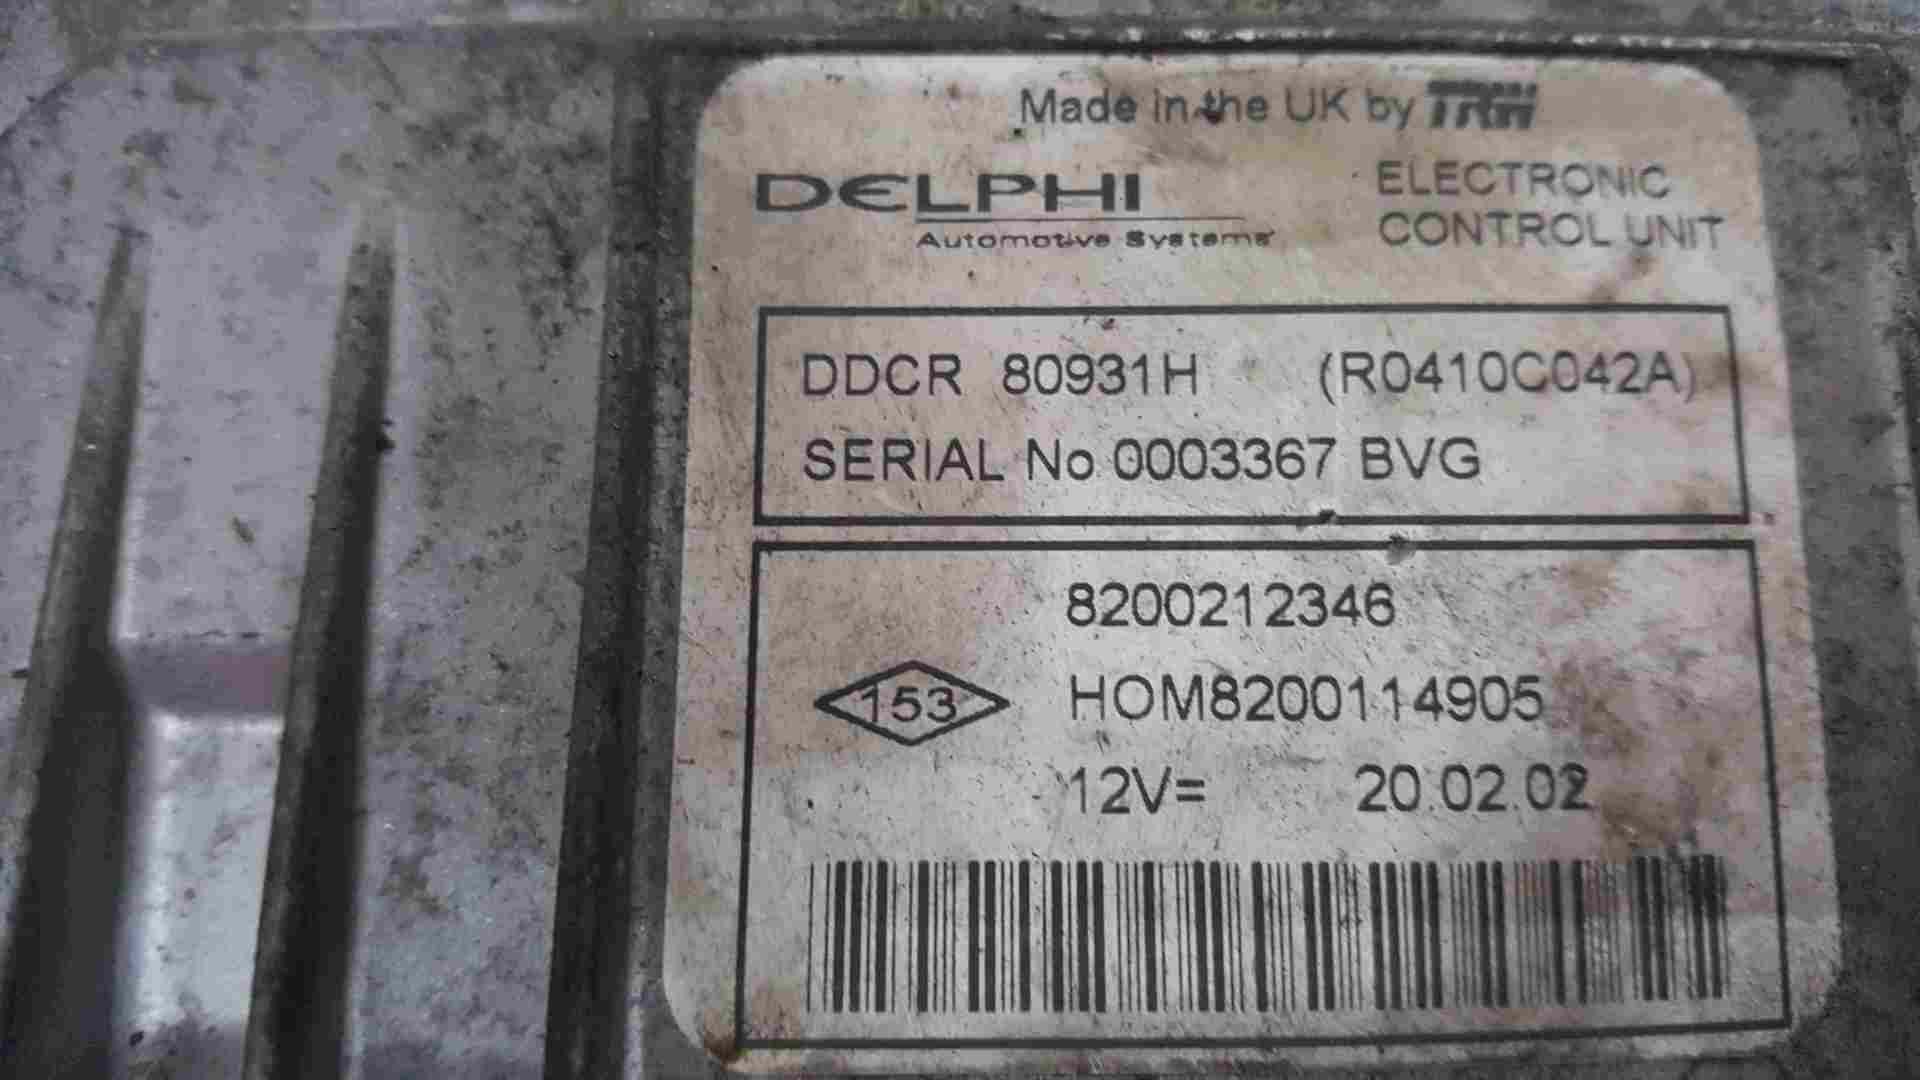 Made in the UK by TRW
DELPHI
Automotive Systems
ELECTRONIC
CONTROL UNIT
DDCR 80931H (R0410C042A)
SERIAL No 0003367 BVG
8200212346
153
HOM8200114905
12V= 20.02.02